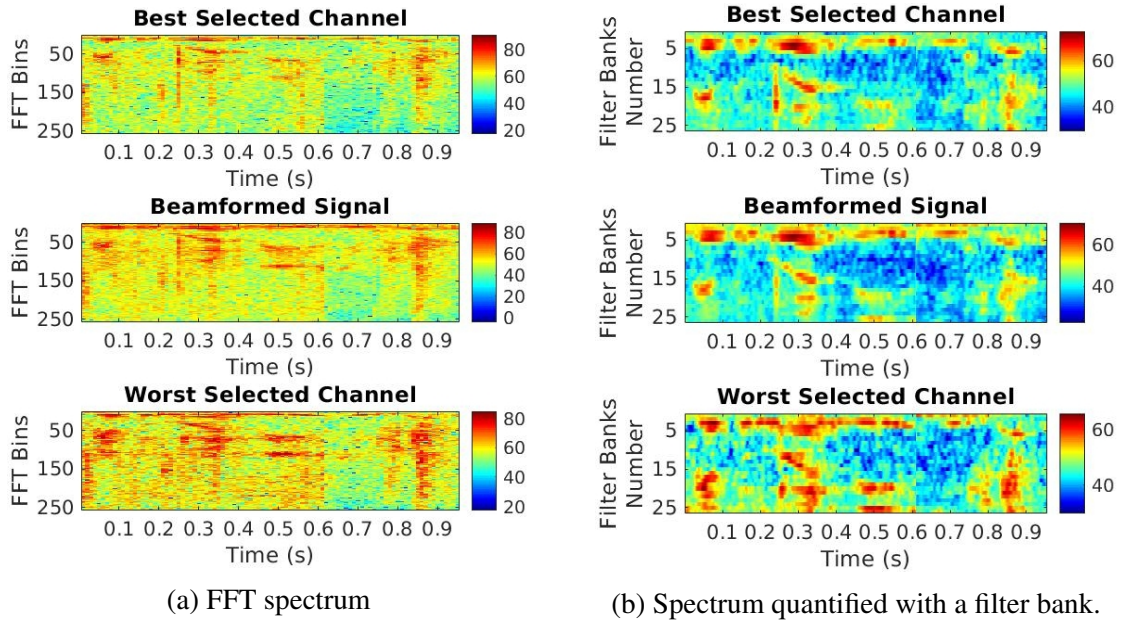 Best Selected Channel
FFT Bins
50
150
250
80
60
40
20
0.1 0.2 0.3 0.4 0.5 0.6 0.7 0.8 0.9
Time (s)
Beamformed Signal
FFT Bins
50
150
250
80
60
40
20
0
0.1 0.2 0.3 0.4 0.5 0.6 0.7 0.8 0.9
Time (s)
Worst Selected Channel
FFT Bins
50
150
250
80
60
40
20
0.1 0.2 0.3 0.4 0.5 0.6 0.7 0.8 0.9
Time (s)
(a) FFT spectrum
Best Selected Channel
Filter Banks
Number
5
15
25
60
40
0.1 0.2 0.3 0.4 0.5 0.6 0.7 0.8 0.9
Time (s)
Beamformed Signal
Filter Banks
Number
5
15
25
60
40
0.1 0.2 0.3 0.4 0.5 0.6 0.7 0.8 0.9
Time (s)
Worst Selected Channel
Filter Banks
Number
5
15
25
60
40
0.1 0.2 0.3 0.4 0.5 0.6 0.7 0.8 0.9
Time (s)
(b) Spectrum quantified with a filter bank.